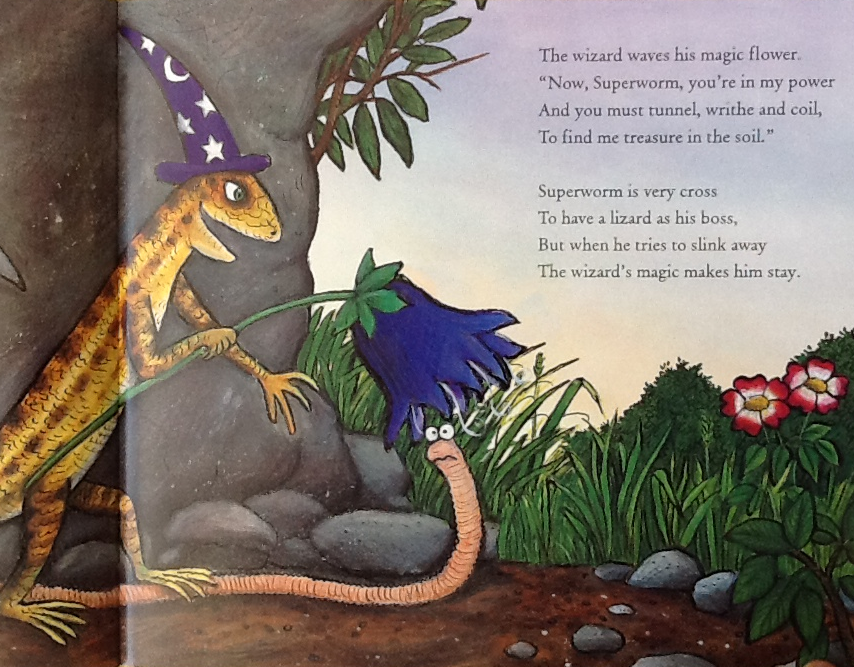 The wizard waves his magic flower.
“Now, Superworm, you’re in my power
And you must tunnel, writhe and coil,
To find me treasure in the soil.”
Superworm is very cross
To have a lizard as his boss,
But when he tries to slink away
The wizard’s magic makes him stay.